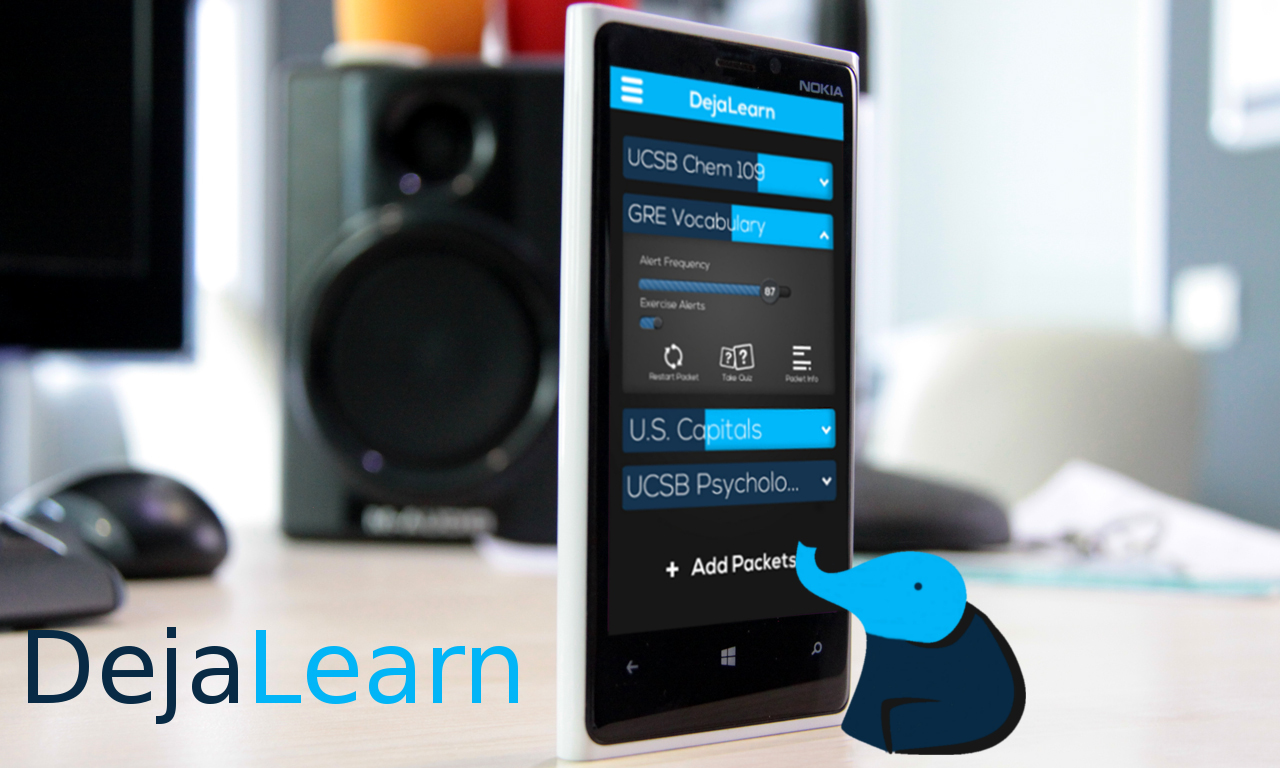 NOKIA
DejaLearn
UCSB Chem 109
GRE Vocabulary
Alert Frequency
87
Exercise Alerts
Restart Packet
Take Quiz
Packet Info
U.S. Capitals
UCSB Psycholo...
+ Add Packets
DejaLearn